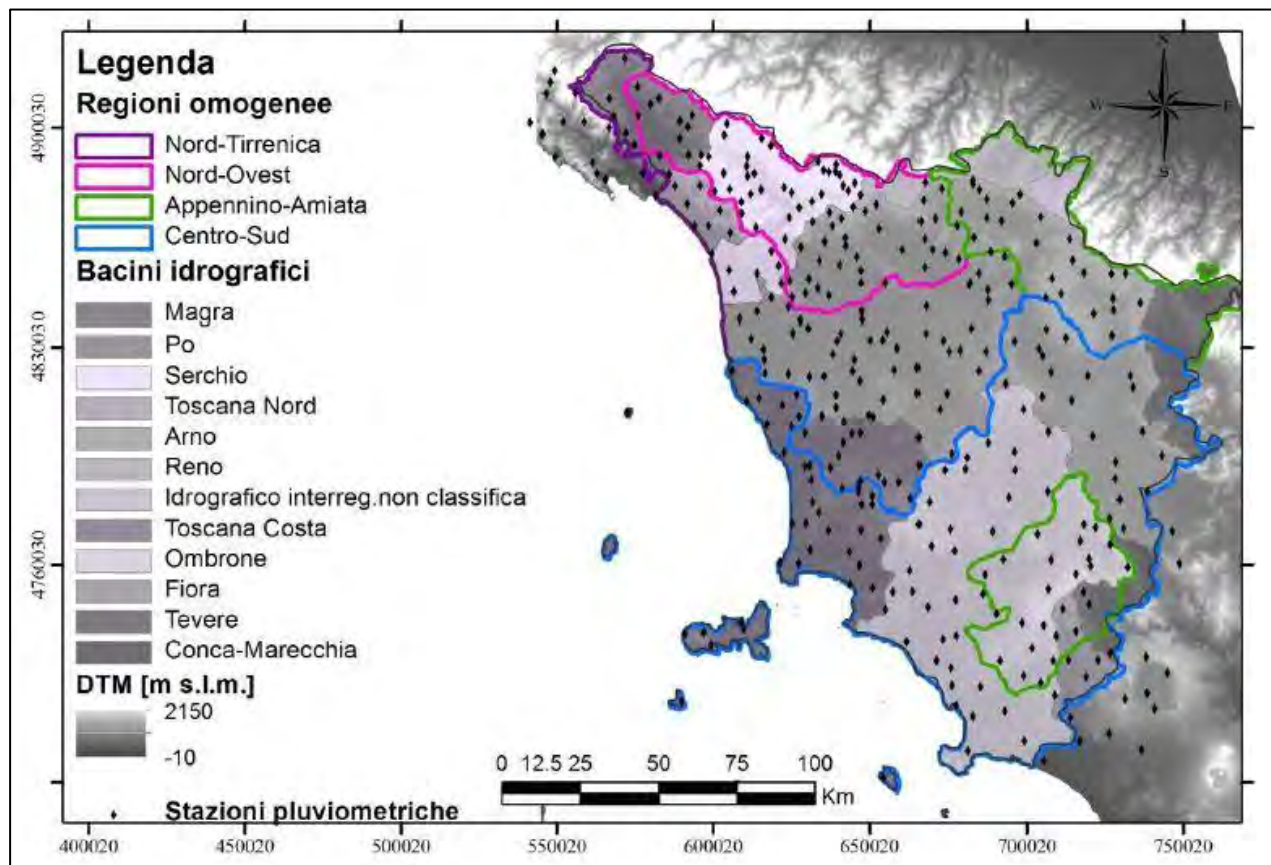 Legenda
Regioni omogenee
Nord-Tirrenica
Nord-Ovest
Appennino-Amiata
Centro-Sud
Bacini idrografici
Magra
Po
Serchio
Toscana Nord
Arno
Reno
Idrografico interreg.non classifica
Toscana Costa
Ombrone
Fiora
Tevere
Conca-Marecchia
DTM [m s.l.m.]
2150
-10
Stazioni pluviometriche
N
W E
S
4900030
4830030
4760030
0 12.5 25 50 75 100
Km
400020 450020 500020 550020 600020 650020 700020 750020